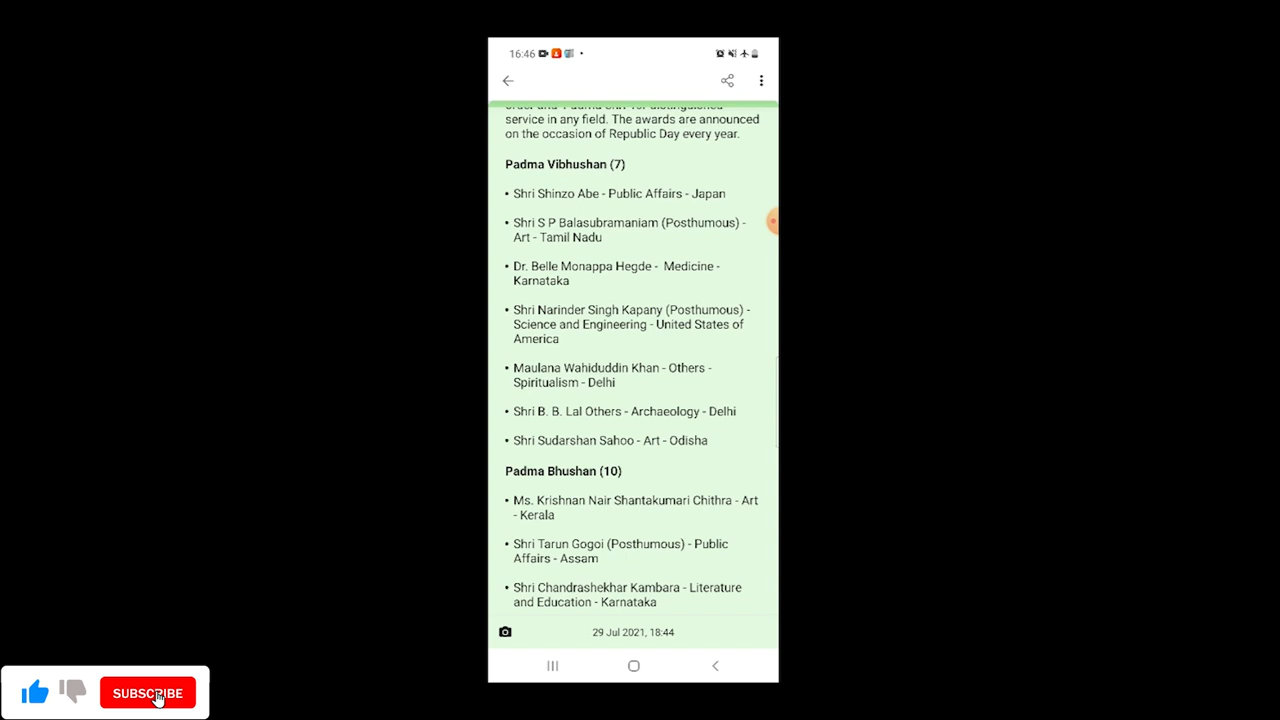 16:46
service in any field. The awards are announced
on the occasion of Republic Day every year.
Padma Vibhushan (7)
• Shri Shinzo Abe - Public Affairs - Japan
• Shri S P Balasubramaniam (Posthumous) -
Art - Tamil Nadu
• Dr. Belle Monappa Hegde - Medicine -
Karnataka
• Shri Narinder Singh Kapany (Posthumous) -
Science and Engineering - United States of
America
• Maulana Wahiduddin Khan - Others -
Spiritualism - Delhi
• Shri B. B. Lal Others - Archaeology - Delhi
• Shri Sudarshan Sahoo - Art - Odisha
Padma Bhushan (10)
• Ms. Krishnan Nair Shantakumari Chithra - Art
- Kerala
• Shri Tarun Gogoi (Posthumous) - Public
Affairs - Assam
• Shri Chandrashekhar Kambara - Literature
and Education - Karnataka
29 Jul 2021, 18:44
SUBSCRIBE